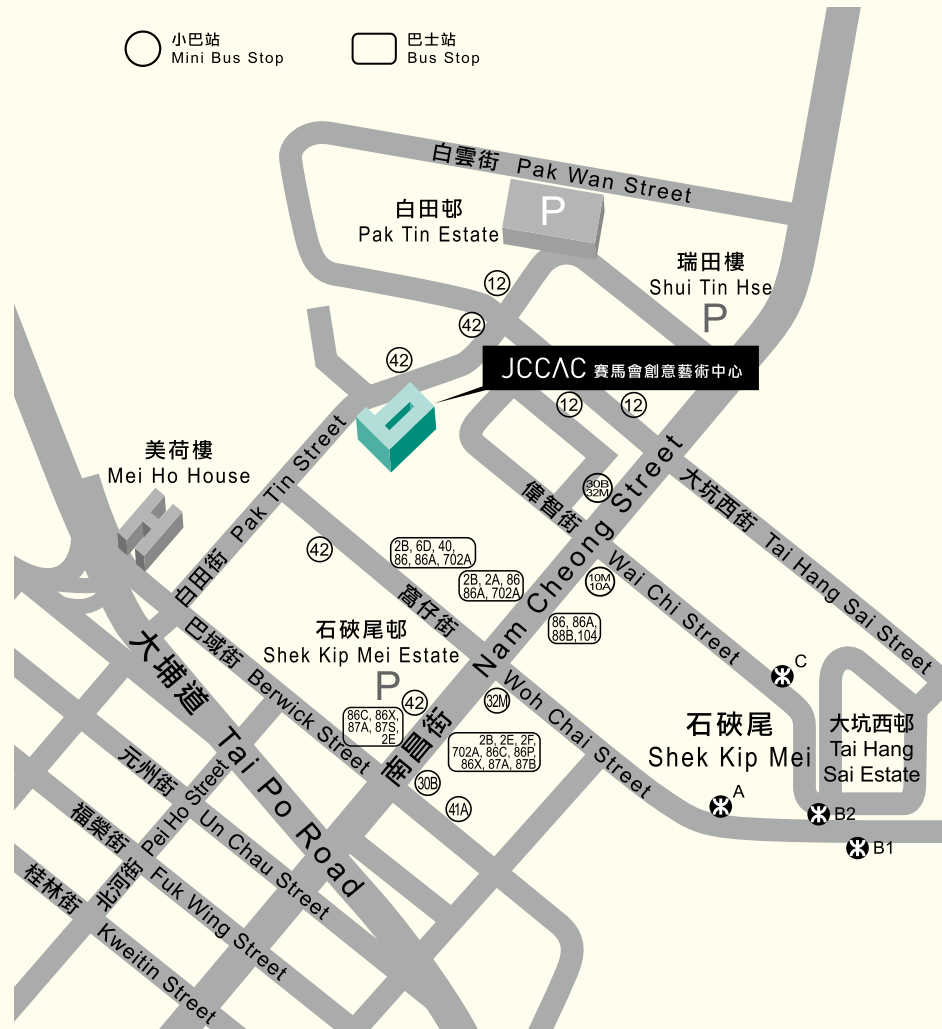 小巴站
Mini Bus Stop
巴士站
Bus Stop
白雲街 Pak Wan Street
P
白田邨
Pak Tin Estate
瑞田樓
Shui Tin Hse
P
12
42
42
JCCAC 賽馬會創意藝術中心
12
12
美荷樓
Mei Ho House
白田街 Pak Tin Street
30B
32M
偉智街 Wai Chi Street
大坑西街 Tai Hang Sai Street
南昌街 Nam Cheong Street
42
2B, 6D, 40,
86, 86A, 702A
2B, 2A, 86
86A, 702A
10M
10A
86, 86A,
88B,104
窩仔街 Woh Chai Street
石硤尾邨
Shek Kip Mei Estate
P
42
86C, 86X,
87A, 87S,
2E
32M
2B, 2E, 2F,
702A, 86C, 86P,
86X, 87A, 87B
30B
41A
巴域街 Berwick Street
大埔道 Tai Po Road
C
石硤尾
Shek Kip Mei
大坑西邨
Tai Hang
Sai Estate
A
B2
B1
元州街 Un Chau Street
北河街 Pei Ho Street
福榮街 Fuk Wing Street
桂林街 Kweitin Street